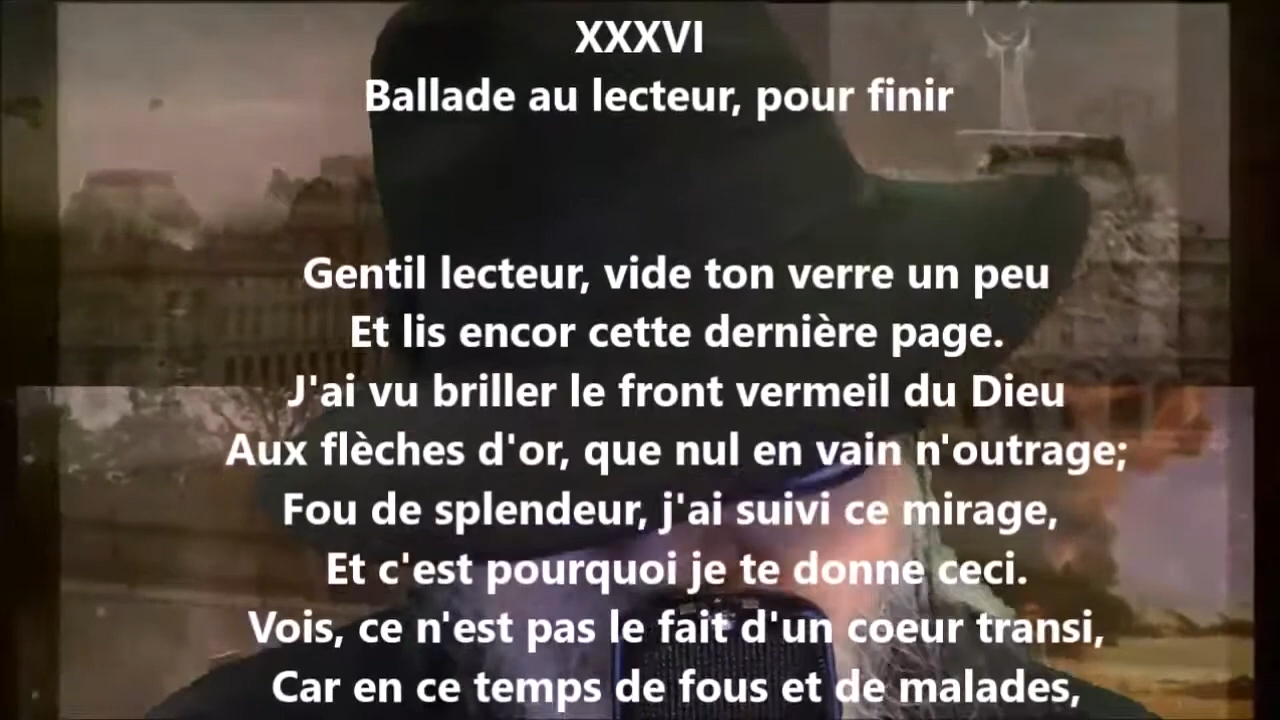 XXXVI
Ballade au lecteur, pour finir
Gentil lecteur, vide ton verre un peu
Et lis encor cette dernière page.
J'ai vu briller le front vermeil du Dieu
Aux flèches d'or, que nul en vain n'outrage;
Fou de splendeur, j'ai suivi ce mirage,
Et c'est pourquoi je te donne ceci.
Vois, ce n'est pas le fait d'un coeur transi,
Car en ce temps de fous et de malades,